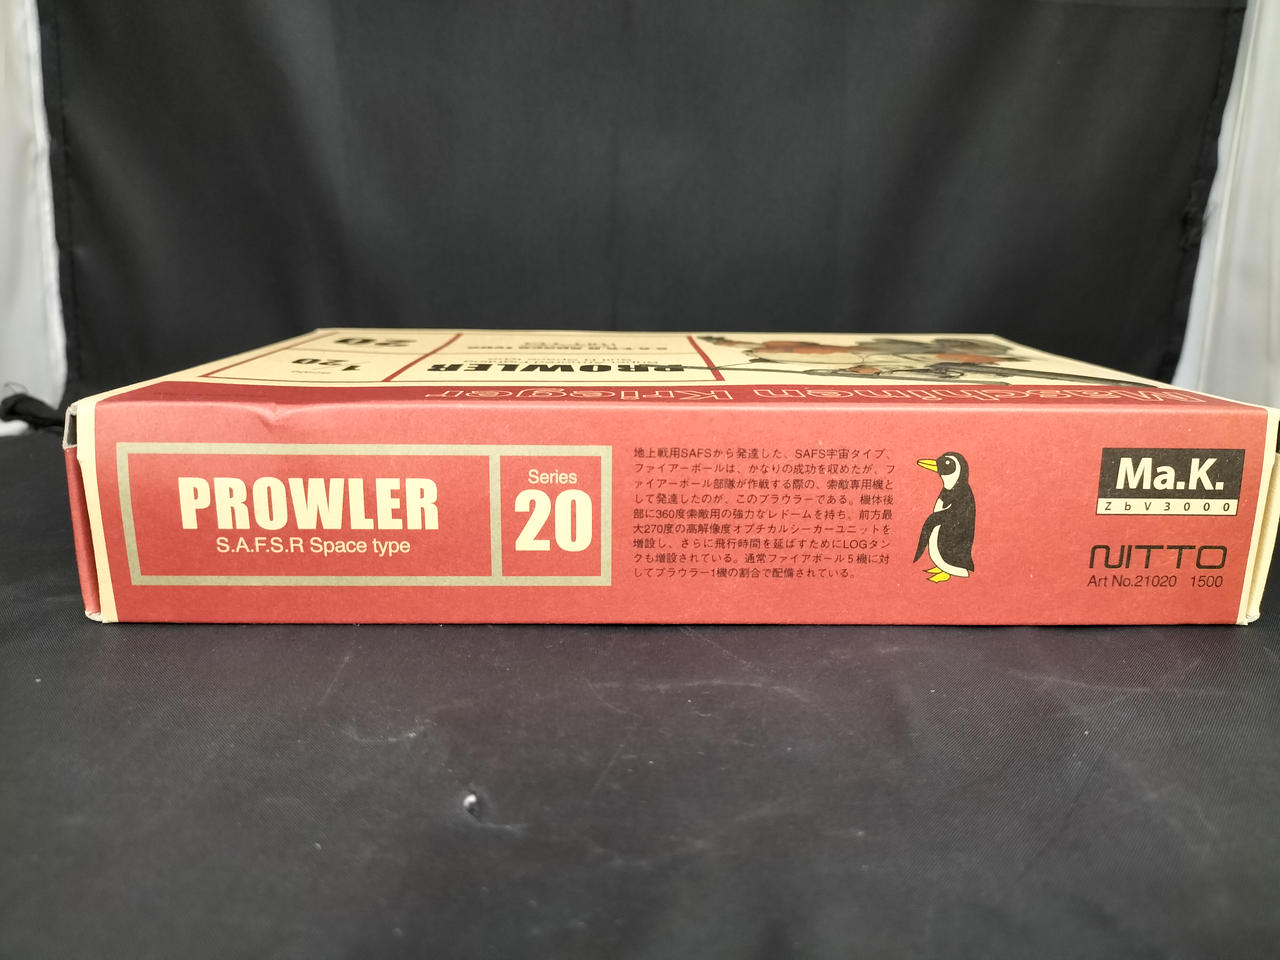 20
S.A.F.S.R Space type
NITTO
1
20
PROWLER
Maschinen Krieger
PROWLER
S.A.F.S.R Space type
Series
20
地上戦用SAFSから発達した、SAFS宇宙タイプ、
ファイアーボールは、かなりの成功を収めたが、フ
ァイアーボール部隊が作戦する際の、索敵専用機と
して発達したのが、このプラウラーである。機体後
部に360度索敵用の強力なレドームを持ち、前方最
大270度の高解像度オプチカルシーカーユニットを
増設し、さらに飛行時間を延ばすためにLOGタン
クも増設されている。通常ファイアボール5機に対
してプラウラー1機の割合で配備されている。
Ma.K.
ZbV3000
NITTO
Art No.21020 1500